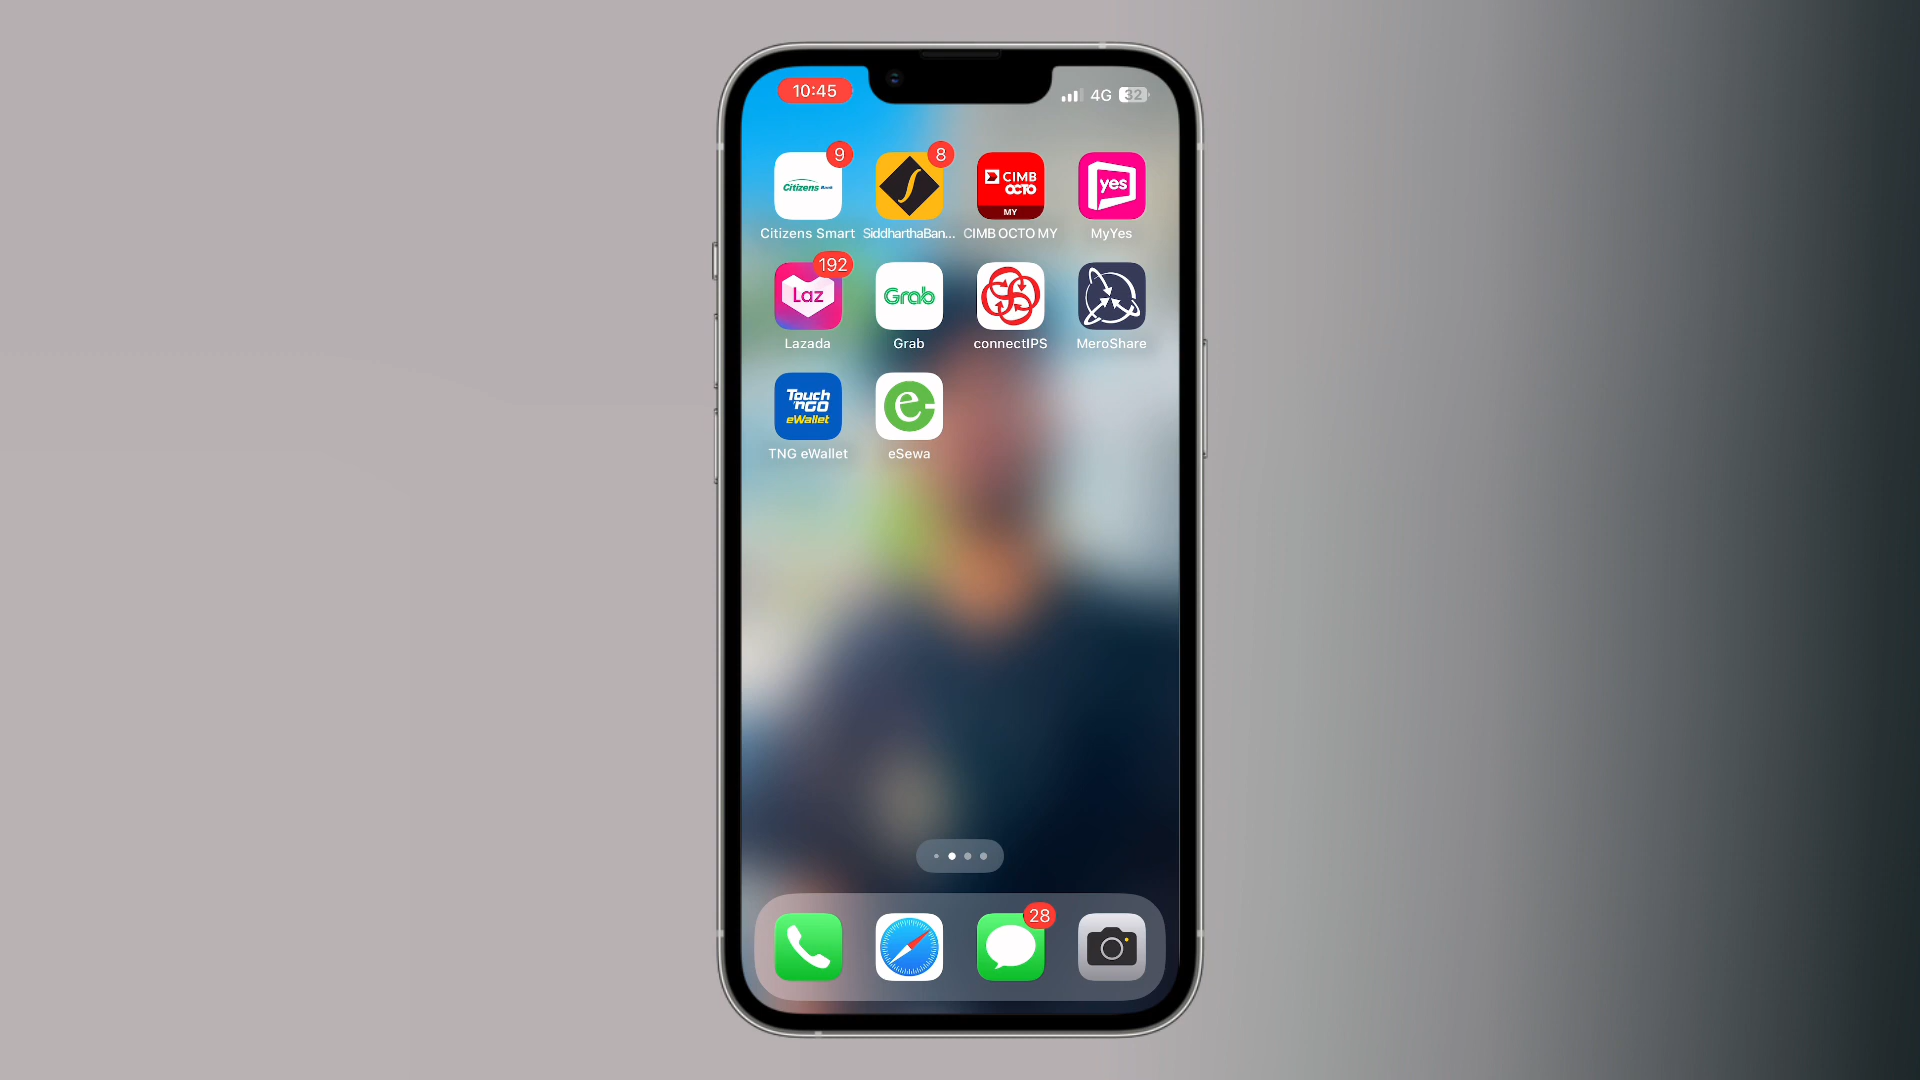 10:45
4G 32
9
8
Citizens Bank
CIMB
OCTO
MY
yes
Citizens Smart
SiddharthaBan...
CIMB OCTO MY
MyYes
192
Laz
Grab
Lazada
Grab
connectIPS
MeroShare
Touch
'nGO
eWallet
e
TNG eWallet
eSewa
28